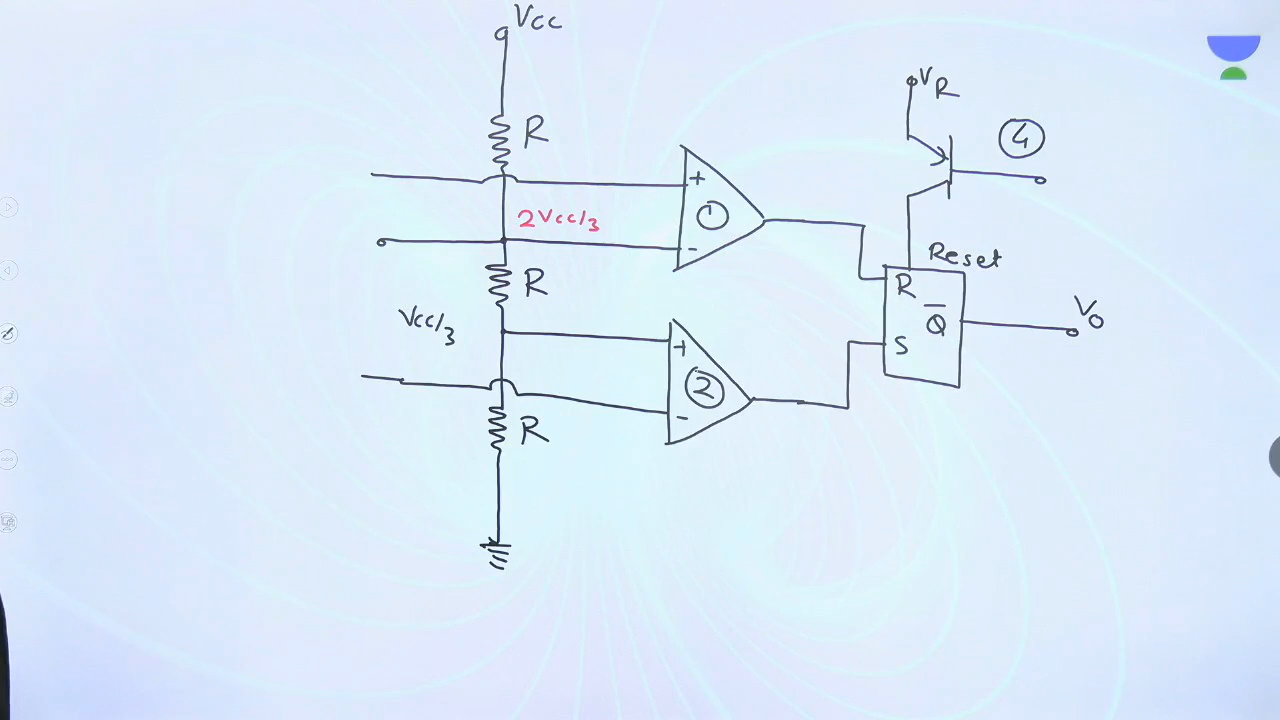 Vcc
R
VR
4
+
1
-
2Vcc/3
Reset
R
R
Q̅
S
Vo
Vcc/3
+
2
-
R